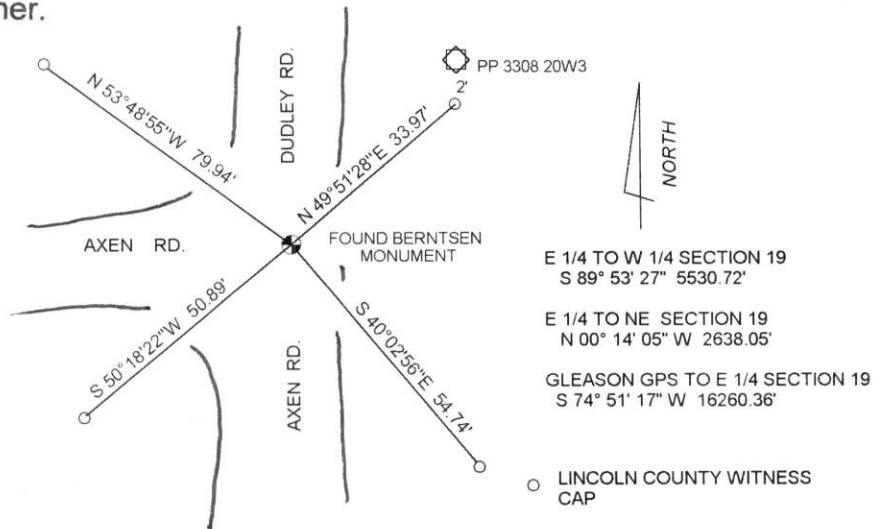 ner.
PP 3308 20W3
2'
DUDLEY RD.
N 53°48'55"W 79.94'
N 49°51'28"E 33.97'
NORTH
AXEN RD.
FOUND BERNTSEN
MONUMENT
E 1/4 TO W 1/4 SECTION 19
S 89° 53' 27" 5530.72'
E 1/4 TO NE SECTION 19
N 00° 14' 05" W 2638.05'
GLEASON GPS TO E 1/4 SECTION 19
S 74° 51' 17" W 16260.36'
S 50°18'22"W 50.89'
AXEN RD.
S 40°02'56"E 54.74'
LINCOLN COUNTY WITNESS
CAP